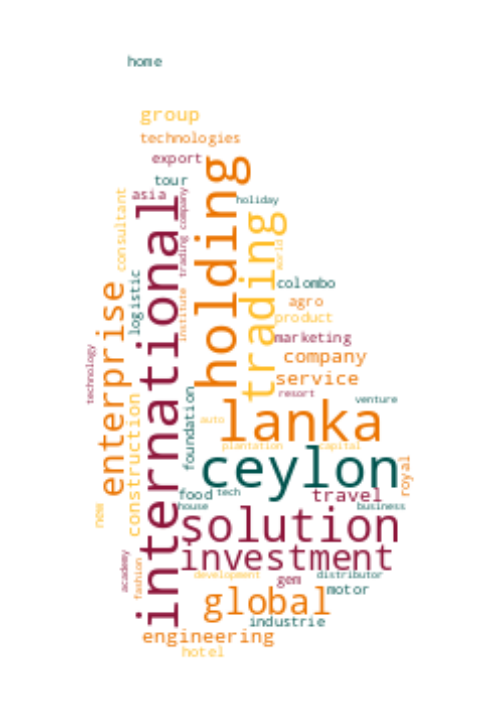 home
group
technologies
export
tour
asia
holding
international
trading company
consultant
holiday
trading
world
logistic
colombo
enterprise
institute
agro
product
marketing
technology
company
service
resort
foundation
construction
venture
lanka
auto
plantation
capital
ceylon
royal
food
tech
travel
new
house
business
solution
investment
academy
fashion
development
gem
distributor
motor
global
industrie
engineering
hotel